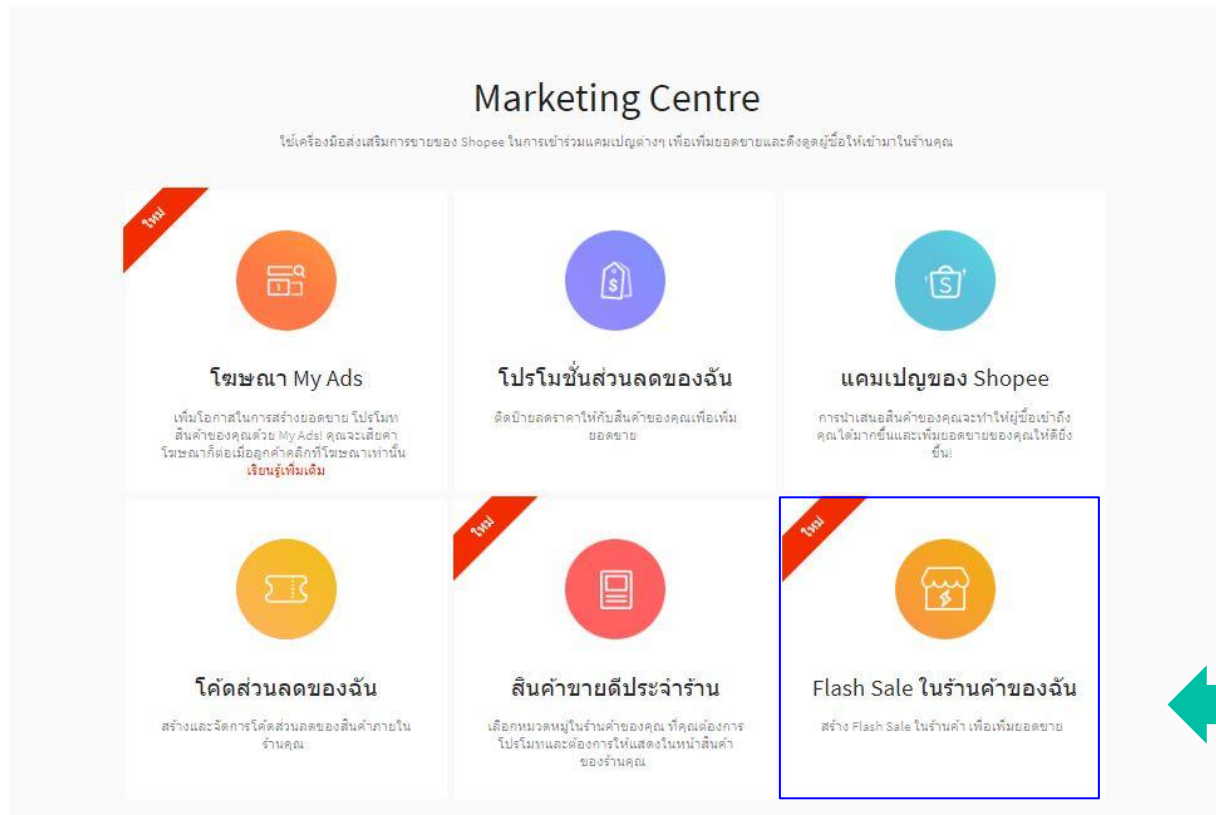 Marketing Centre
ใช้เครื่องมือส่งเสริมการขายของ Shopee ในการเข้าร่วมแคมเปญต่างๆ เพื่อเพิ่มยอดขายและดึงดูดผู้ซื้อให้เข้ามาในร้านคุณ
ใหม่
โฆษณา My Ads
เพิ่มโอกาสในการสร้างยอดขาย โปรโมท
สินค้าของคุณด้วย My Ads! คุณจะเสียค่า
โฆษณาก็ต่อเมื่อลูกค้าคลิกที่โฆษณาเท่านั้น
เรียนรู้เพิ่มเติม
โปรโมชั่นส่วนลดของฉัน
ติดป้ายลดราคาให้กับสินค้าของคุณเพื่อเพิ่ม
ยอดขาย
แคมเปญของ Shopee
การนำเสนอสินค้าของคุณจะทำให้ผู้ซื้อเข้าถึง
คุณได้มากขึ้นและเพิ่มยอดขายของคุณให้ดียิ่ง
ขึ้น!
โค้ดส่วนลดของฉัน
สร้างและจัดการโค้ดส่วนลดของสินค้าภายใน
ร้านคุณ
ใหม่
สินค้าขายดีประจำร้าน
เลือกหมวดหมู่ในร้านค้าของคุณ ที่คุณต้องการ
โปรโมทและต้องการให้แสดงในหน้าสินค้า
ของร้านคุณ
ใหม่
Flash Sale ในร้านค้าของฉัน
สร้าง Flash Sale ในร้านค้า เพื่อเพิ่มยอดขาย